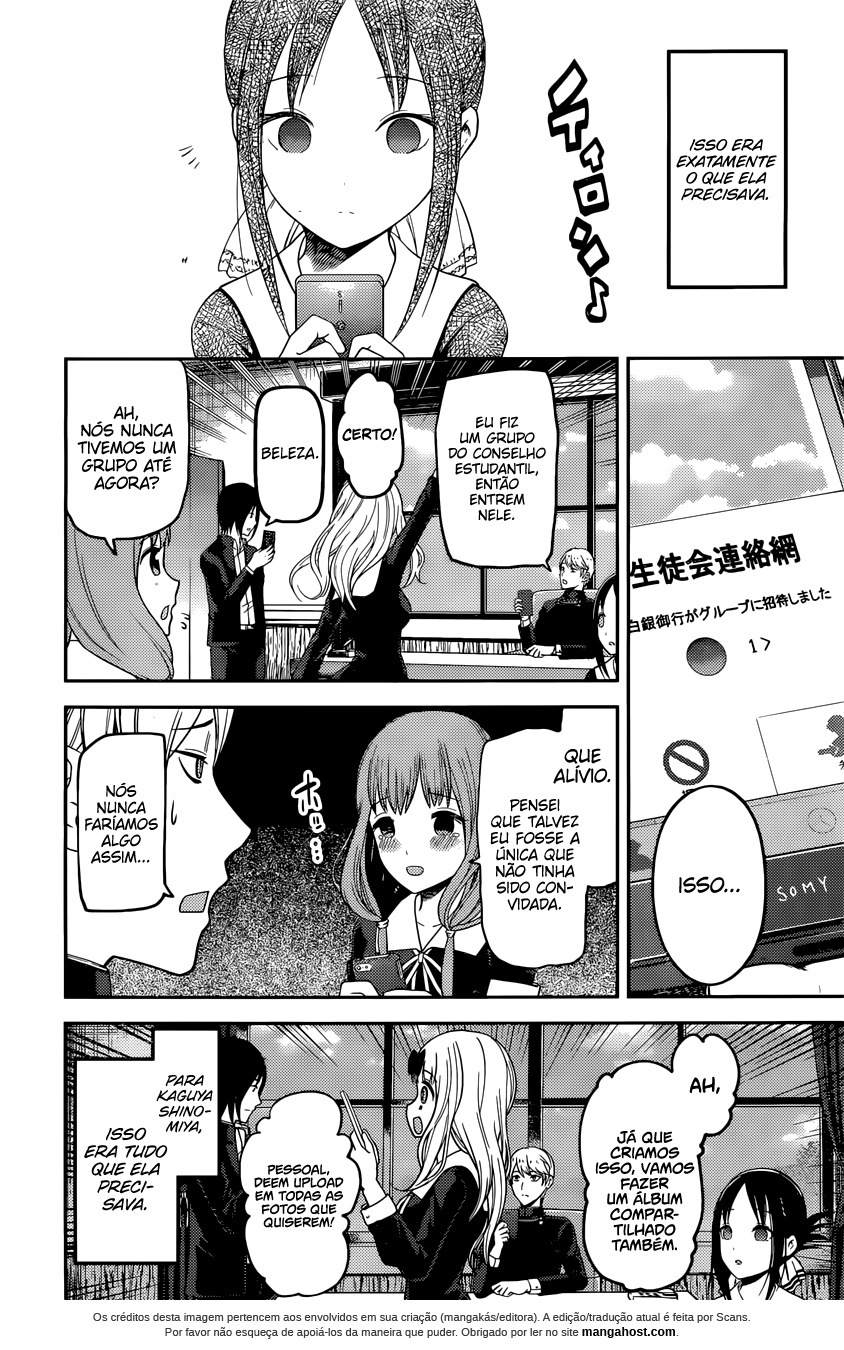 ISSO ERA
EXATAMENTE
O QUE ELA
PRECISAVA.
EU FIZ
UM GRUPO
DO CONSELHO
ESTUDANTIL,
ENTÃO
ENTREM
NELE.
CERTO!
BELEZA.
AH,
NÓS NUNCA
TIVEMOS UM
GRUPO ATÉ
AGORA?
生徒会連絡網
白銀御行がグループに招待しました
1>
ISSO...
SOMY
QUE
ALÍVIO.
PENSEI
QUE TALVEZ
EU FOSSE A
ÚNICA QUE
NÃO TINHA
SIDO CON-
VIDADA.
ホッ…
NÓS
NUNCA
FARÍAMOS
ALGO
ASSIM...
AH,
JÁ QUE
CRIAMOS
ISSO, VAMOS
FAZER
UM ÁLBUM
COMPAR-
TILHADO
TAMBÉM.
PESSOAL,
DEEM UPLOAD
EM TODAS AS
FOTOS QUE
QUISEREM!
PARA
KAGUYA
SHINO-
MIYA,
ISSO
ERA TUDO
QUE ELA
PRECI-
SAVA.
Os créditos desta imagem pertencem aos envolvidos em sua criação (mangakás/editora). A edição/tradução atual é feita por Scans.
Por favor não esqueça de apoiá-los da maneira que puder. Obrigado por ler no site mangahost.com.